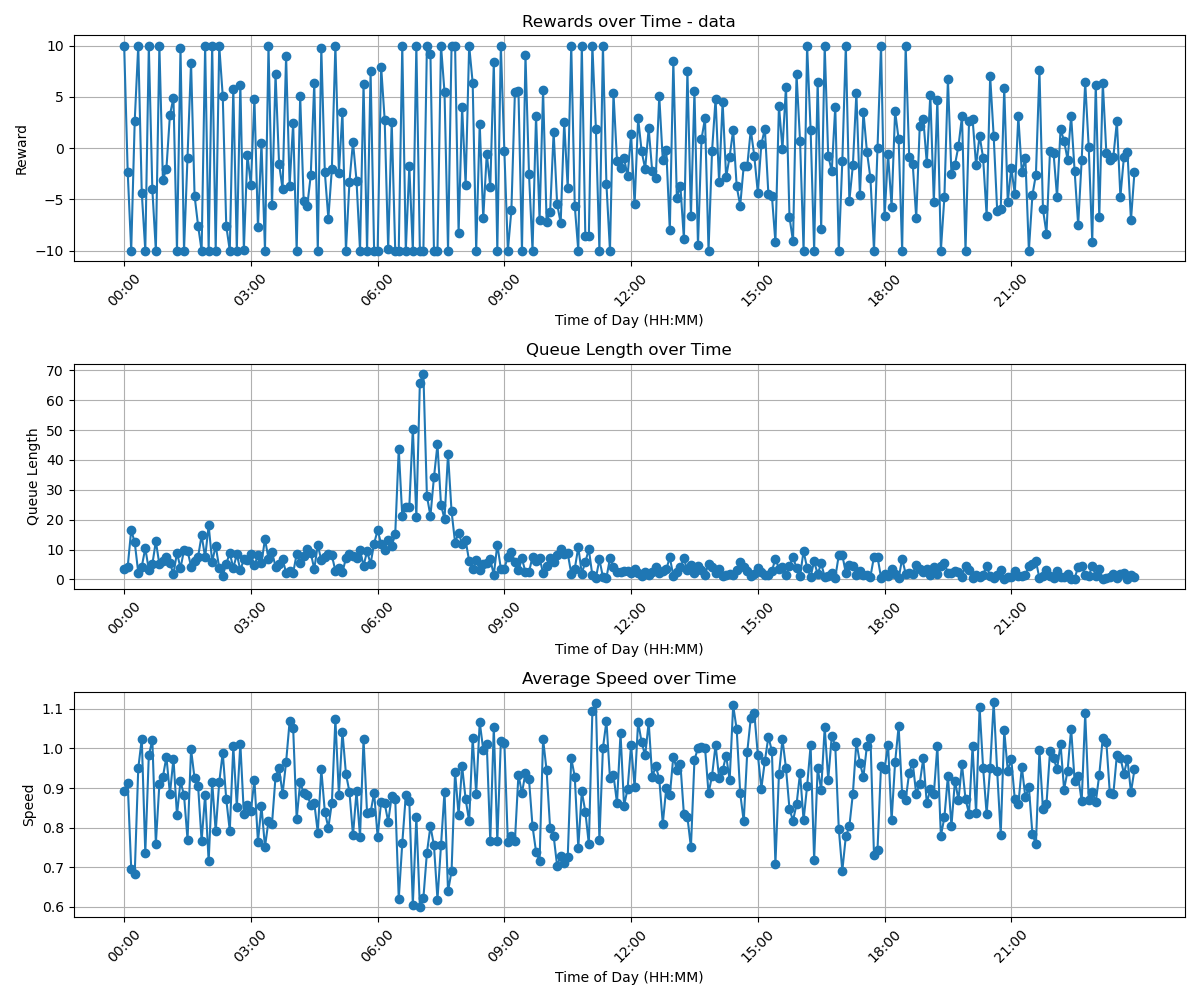 Rewards over Time - data
Reward
10
5
0
−5
−10
00:00 03:00 06:00 09:00 12:00 15:00 18:00 21:00
Time of Day (HH:MM)
Queue Length over Time
Queue Length
70
60
50
40
30
20
10
0
00:00 03:00 06:00 09:00 12:00 15:00 18:00 21:00
Time of Day (HH:MM)
Average Speed over Time
Speed
1.1
1.0
0.9
0.8
0.7
0.6
00:00 03:00 06:00 09:00 12:00 15:00 18:00 21:00
Time of Day (HH:MM)